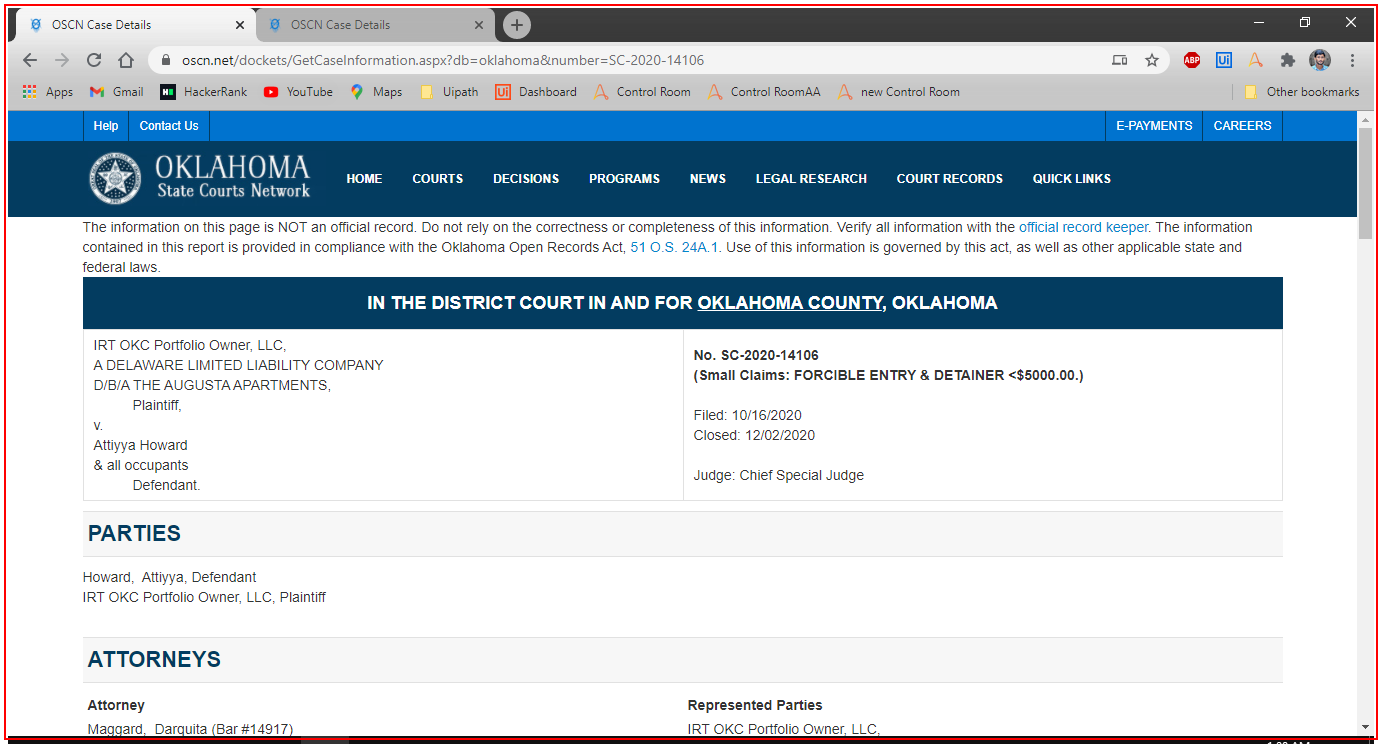 OSCN Case Details
OSCN Case Details
oscn.net/dockets/GetCaseInformation.aspx?db=oklahoma&number=SC-2020-14106
ABP
Ui
Apps
Gmail
HackerRank
YouTube
Maps
Uipath
Ui Dashboard
Control Room
Control RoomAA
new Control Room
Other bookmarks
Help
Contact Us
E-PAYMENTS
CAREERS
OKLAHOMA
State Courts Network
HOME
COURTS
DECISIONS
PROGRAMS
NEWS
LEGAL RESEARCH
COURT RECORDS
QUICK LINKS
The information on this page is NOT an official record. Do not rely on the correctness or completeness of this information. Verify all information with the official record keeper. The information
contained in this report is provided in compliance with the Oklahoma Open Records Act, 51 O.S. 24A.1. Use of this information is governed by this act, as well as other applicable state and
federal laws.
IN THE DISTRICT COURT IN AND FOR OKLAHOMA COUNTY, OKLAHOMA
IRT OKC Portfolio Owner, LLC,
A DELAWARE LIMITED LIABILITY COMPANY
D/B/A THE AUGUSTA APARTMENTS,
Plaintiff,
v.
Attiyya Howard
& all occupants
Defendant.
No. SC-2020-14106
(Small Claims: FORCIBLE ENTRY & DETAINER <$5000.00.)
Filed: 10/16/2020
Closed: 12/02/2020
Judge: Chief Special Judge
PARTIES
Howard, Attiyya, Defendant
IRT OKC Portfolio Owner, LLC, Plaintiff
ATTORNEYS
Attorney
Represented Parties
Maggard, Darquita (Bar #14917)
IRT OKC Portfolio Owner, LLC,